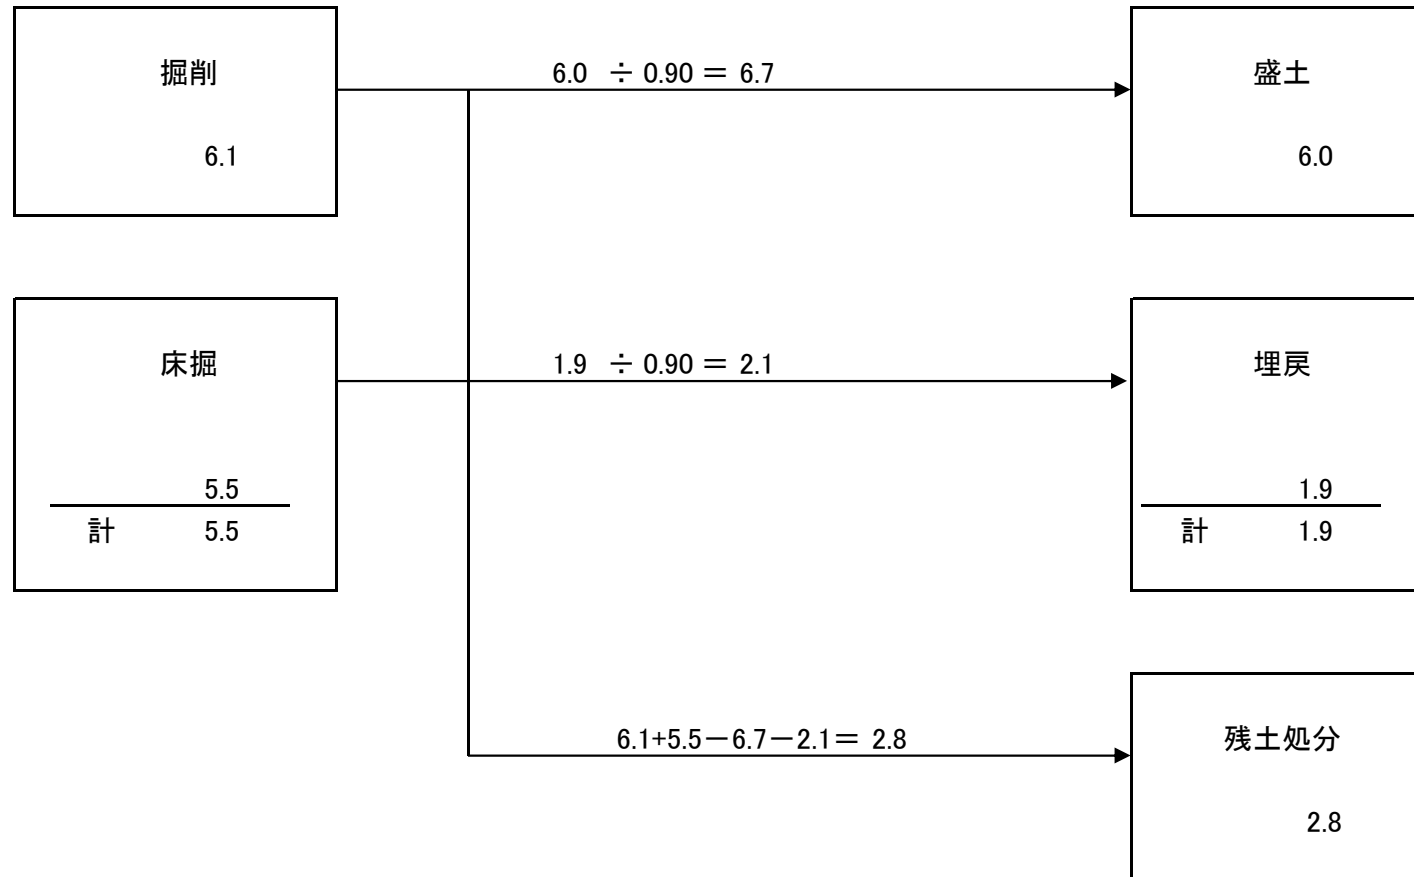 掘削
6.0 ÷ 0.90 = 6.7
盛土
6.1
6.0
床掘
1.9 ÷ 0.90 = 2.1
埋戻
5.5
1.9
計 5.5
計 1.9
6.1+5.5-6.7-2.1= 2.8
残土処分
2.8